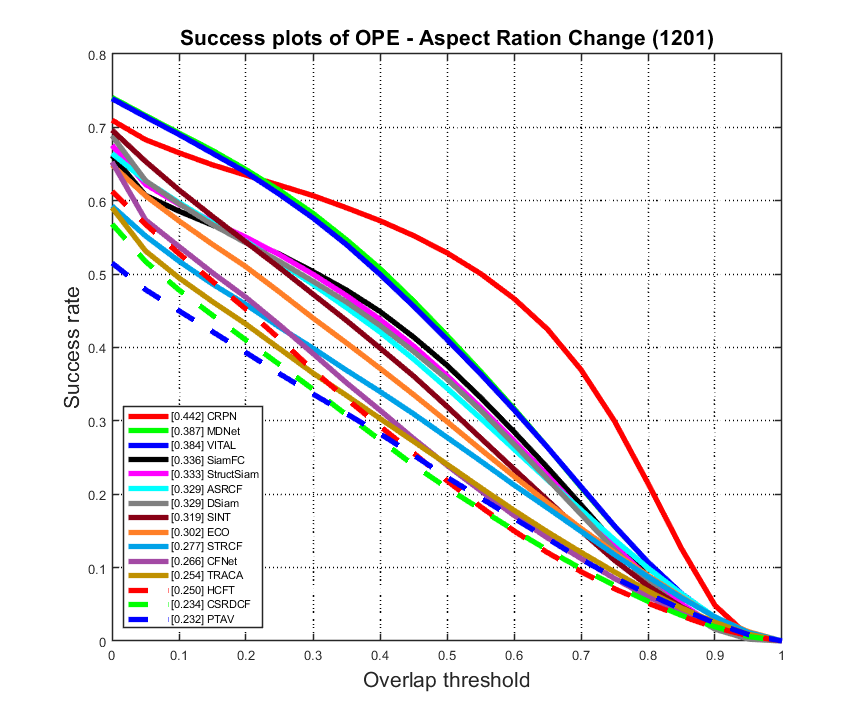 Success plots of OPE - Aspect Ration Change (1201)
0.8
0.7
0.6
0.5
0.4
0.3
0.2
0.1
0
Success rate
[0.442] CRPN
[0.387] MDNet
[0.384] VITAL
[0.336] SiamFC
[0.333] StructSiam
[0.329] ASRCF
[0.329] DSiam
[0.319] SINT
[0.302] ECO
[0.277] STRCF
[0.266] CFNet
[0.254] TRACA
[0.250] HCFT
[0.234] CSRDCF
[0.232] PTAV
0 0.1 0.2 0.3 0.4 0.5 0.6 0.7 0.8 0.9 1
Overlap threshold